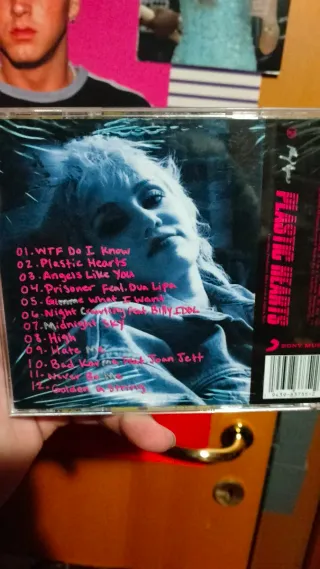 01. WTF Do I Know
02. Plastic Hearts
03. Angels Like You
04. Prisoner Feat. Dua Lipa
05. Gimme What I Want
06. Night Crawling Feat Billy Idol
07. Midnight Sky
08. High
09. Hate Me
10. Bad Karma Feat Joan Jett
11. Never Be Me
12. Golden G String
PLASTIC HEARTS
SONY MUSIC